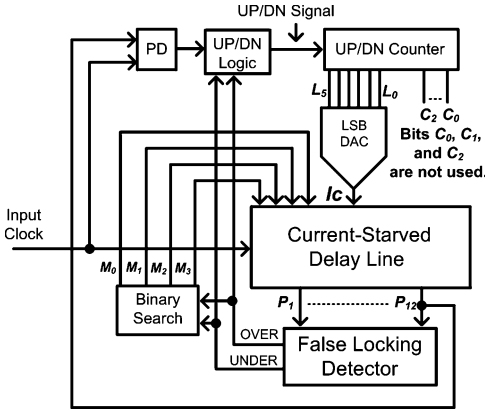 UP/DN Signal
PD
UP/DN
Logic
UP/DN Counter
L5
L0
LSB
DAC
C2 C0
Bits C0, C1,
and C2
are not used.
Ic
Input
Clock
M0
M1
M2
M3
Current-Starved
Delay Line
Binary
Search
P1
P12
OVER
UNDER
False Locking
Detector